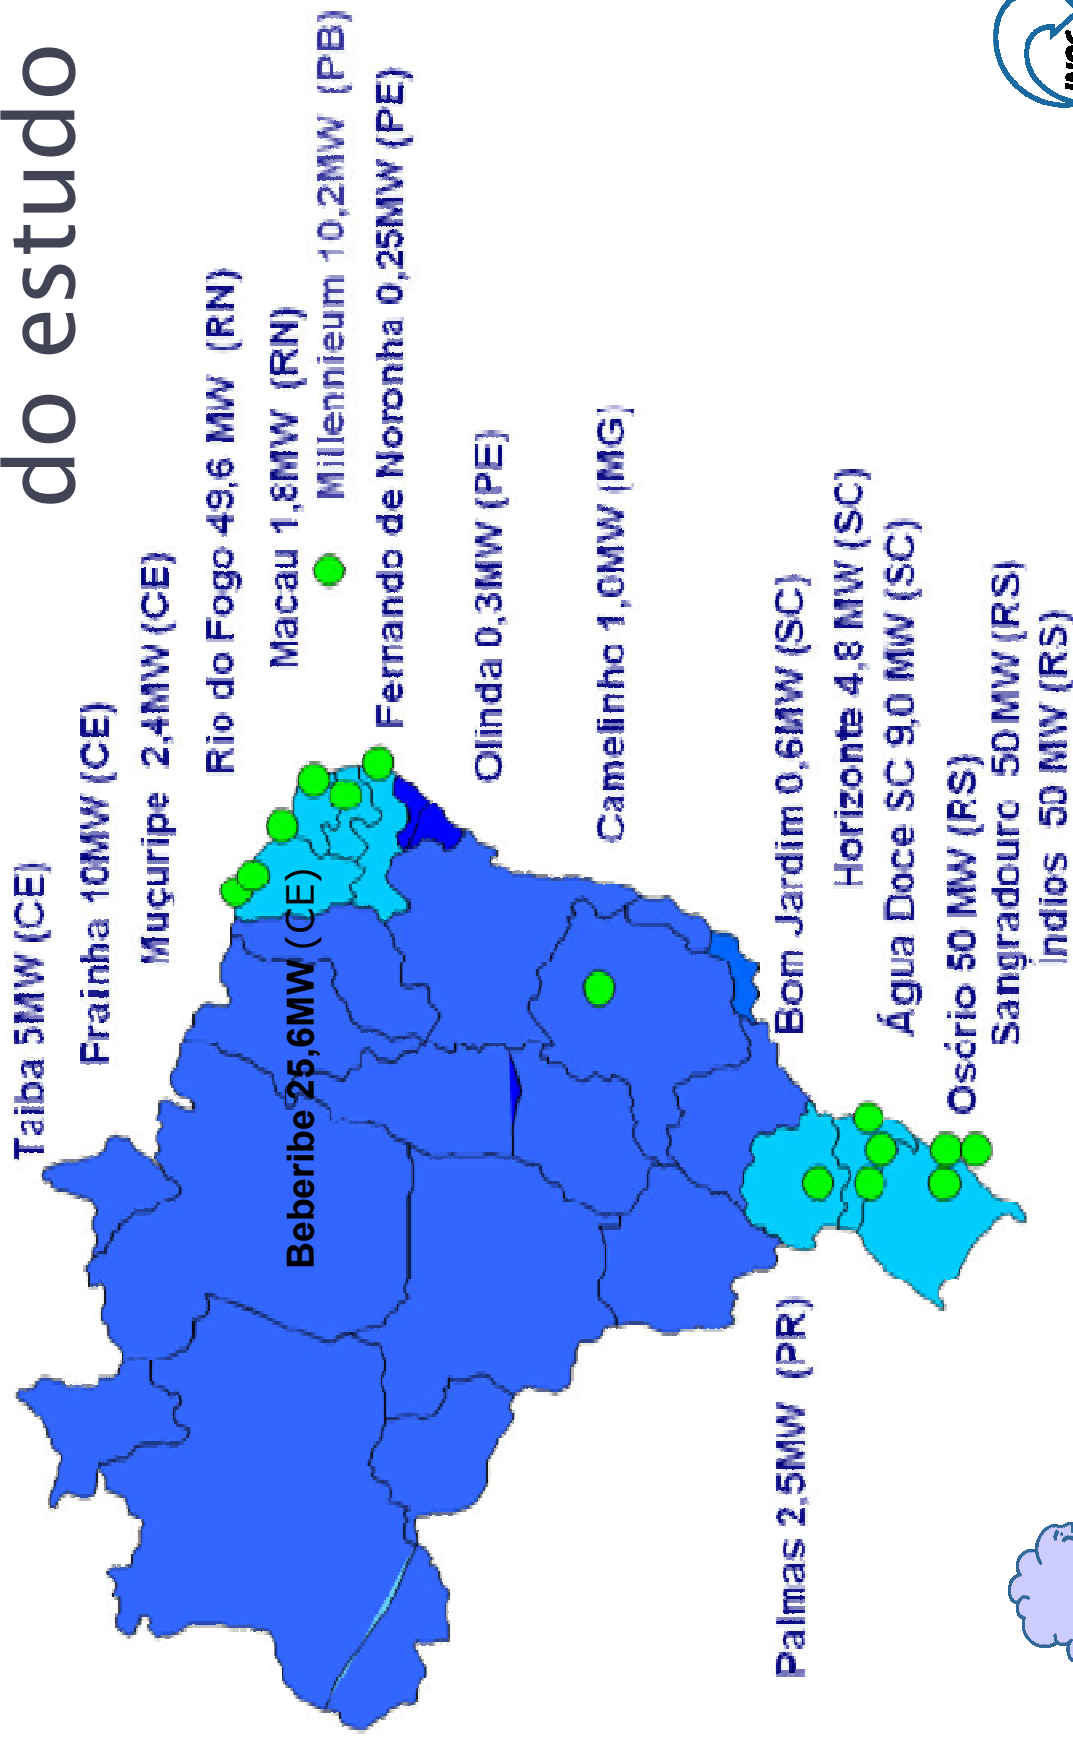 do estudo
Taiba 5MW (CE)
Frainha 10MW (CE)
Muçuripe 2,4MW (CE)
Rio do Fogo 49,6 MW (RN)
Macau 1,8MW (RN)
Millennieum 10,2MW (PB)
Fernando de Noronha 0,25MW (PE)
Beberibe 25,6MW (CE)
Olinda 0,3MW (PE)
Camelinho 1,0MW (MG)
Bom Jardim 0,6MW (SC)
Horizonte 4,8 MW (SC)
Água Doce SC 9,0 MW (SC)
Palmas 2,5MW (PR)
Osório 50 MW (RS)
Sangradouro 50 MW (RS)
Índios 50 MW (RS)